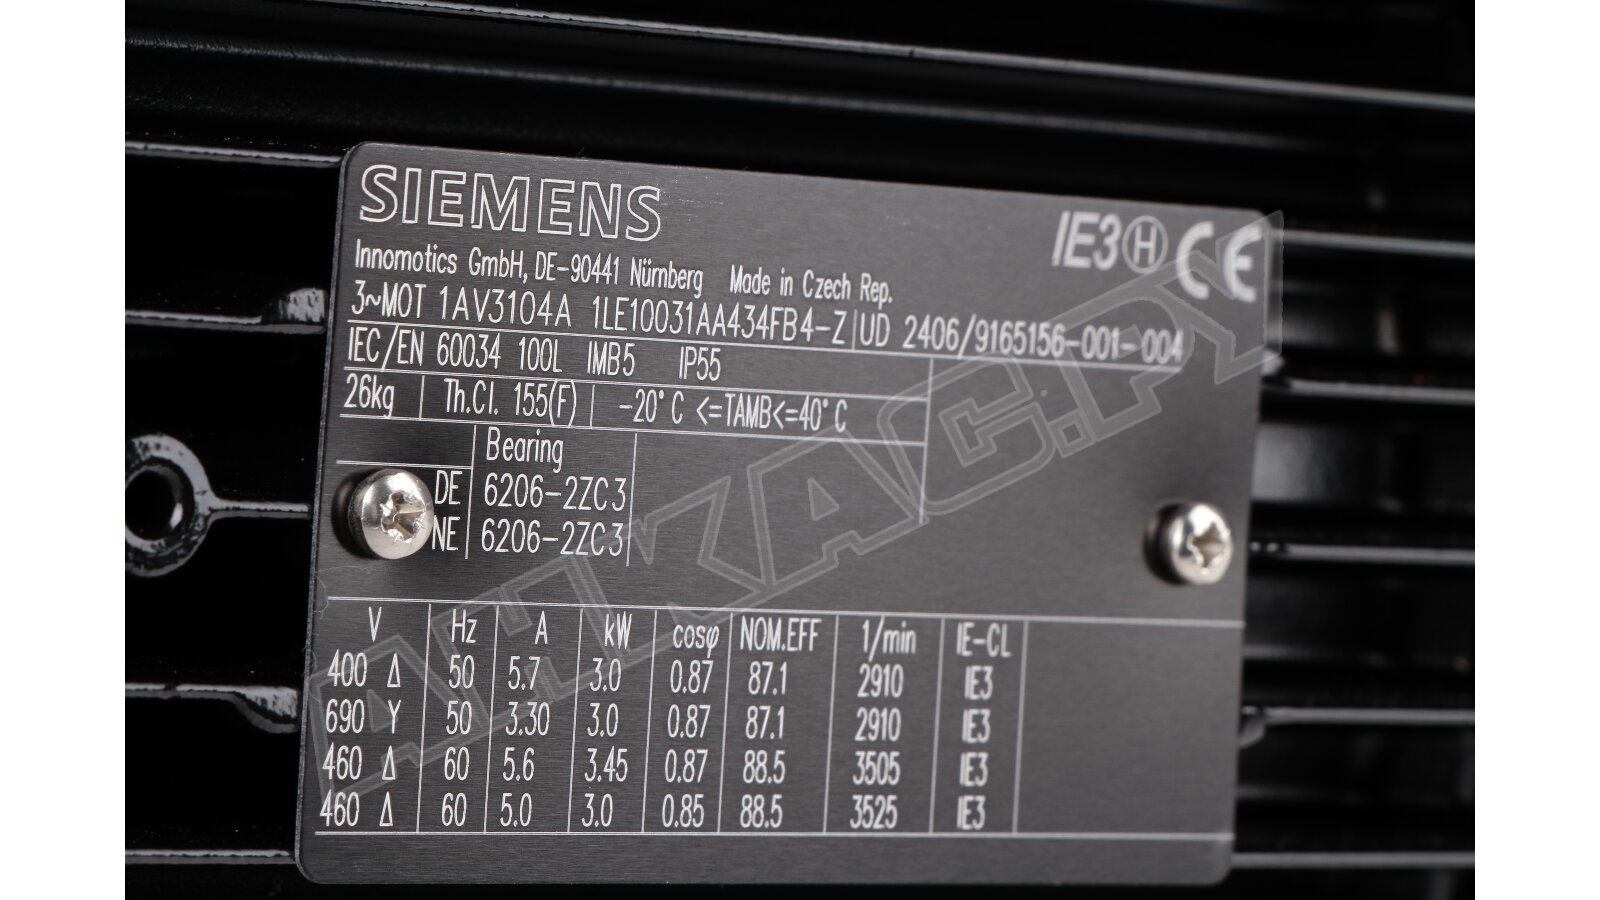 SIEMENS
IE3 H CE
Innomotics GmbH, DE-90441 Nürnberg Made in Czech Rep.
3~MOT 1AV3104A 1LE10031AA434FB4-Z UD 2406/9165156-001-004
IEC/EN 60034 100L IMB5 IP55
26kg Th.Cl. 155(F) -20°C <=TAMB<=40°C
Bearing
DE 6206-2ZC3
NE 6206-2ZC3
V Hz A kW cosφ NOM.EFF 1/min IE-CL
400 Δ 50 5.7 3.0 0.87 87.1 2910 IE3
690 Y 50 3.30 3.0 0.87 87.1 2910 IE3
460 Δ 60 5.6 3.45 0.87 88.5 3505 IE3
460 Δ 60 5.0 3.0 0.85 88.5 3525 IE3